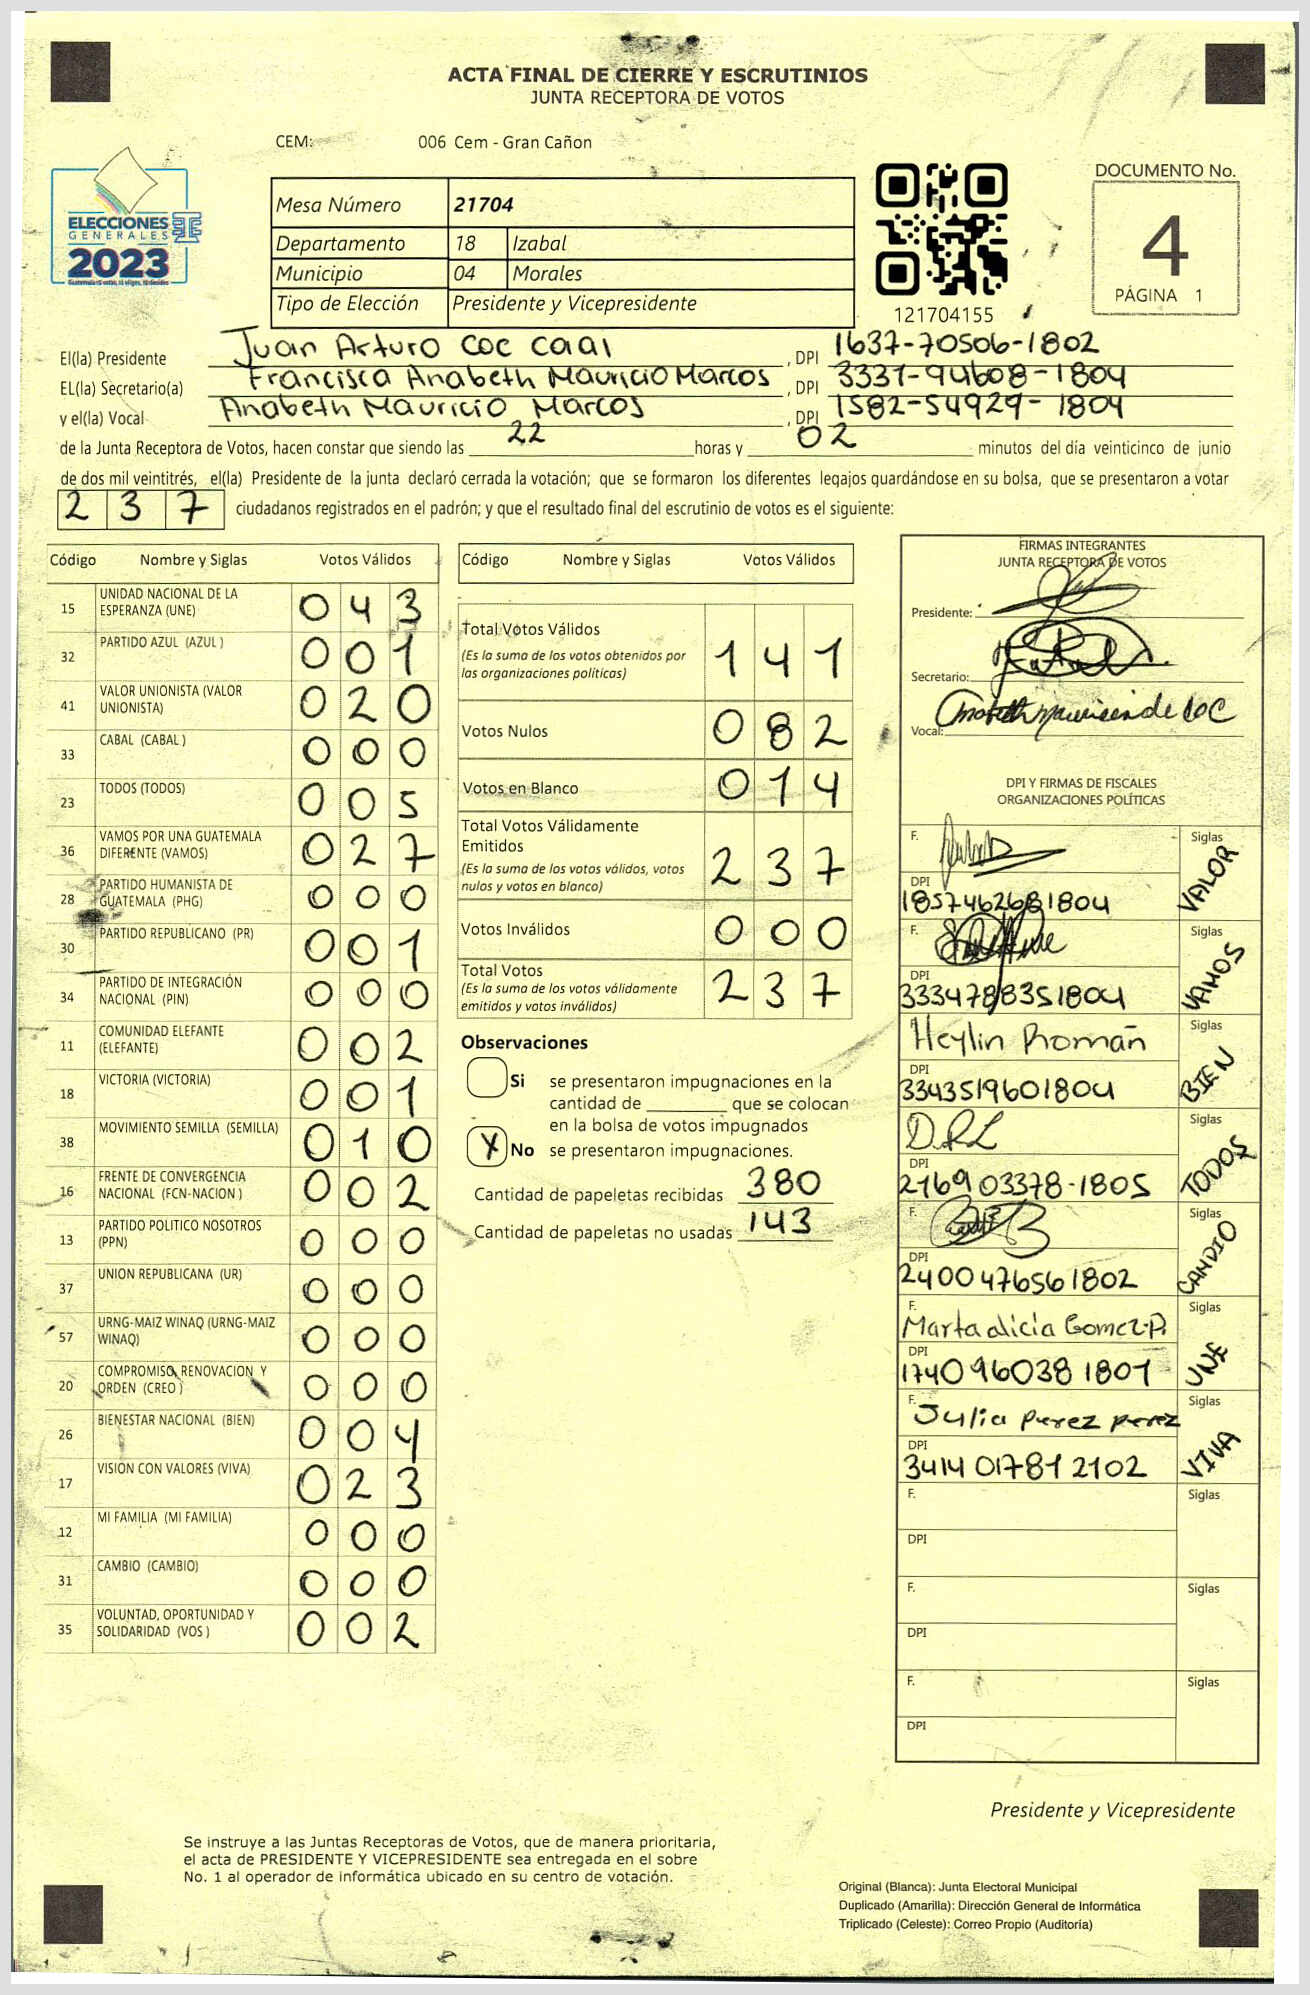 ACTA FINAL DE CIERRE Y ESCRUTINIOS
JUNTA RECEPTORA DE VOTOS
CEM: 006 Cem - Gran Cañon
ELECCIONES
GENERALES
2023
Mesa Número 21704
Departamento 18 Izabal
Municipio 04 Morales
Tipo de Elección Presidente y Vicepresidente
121704155
DOCUMENTO No.
4
PÁGINA 1
El(la) Presidente Juan Arturo Coc Caal , DPI 1637-70506-1802
EL(la) Secretario(a) Francisca Anabeth Mauricio Marcos , DPI 3331-94608-1804
y el(la) Vocal Anabeth Mauricio Marcos , DPI 1582-54929-1804
de la Junta Receptora de Votos, hacen constar que siendo las 22 horas y 02 minutos del día veinticinco de junio
de dos mil veintitrés, el(la) Presidente de la junta declaró cerrada la votación; que se formaron los diferentes legajos guardándose en su bolsa, que se presentaron a votar
2 3 7 ciudadanos registrados en el padrón; y que el resultado final del escrutinio de votos es el siguiente:
Código Nombre y Siglas Votos Válidos
15 UNIDAD NACIONAL DE LA ESPERANZA (UNE) 0 4 3
32 PARTIDO AZUL (AZUL ) 0 0 1
41 VALOR UNIONISTA (VALOR UNIONISTA) 0 2 0
33 CABAL (CABAL ) 0 0 0
23 TODOS (TODOS) 0 0 5
36 VAMOS POR UNA GUATEMALA DIFERENTE (VAMOS) 0 2 7
28 PARTIDO HUMANISTA DE GUATEMALA (PHG) 0 0 0
30 PARTIDO REPUBLICANO (PR) 0 0 1
34 PARTIDO DE INTEGRACIÓN NACIONAL (PIN) 0 0 0
11 COMUNIDAD ELEFANTE (ELEFANTE) 0 0 2
18 VICTORIA (VICTORIA) 0 0 1
38 MOVIMIENTO SEMILLA (SEMILLA) 0 1 0
16 FRENTE DE CONVERGENCIA NACIONAL (FCN-NACION ) 0 0 2
13 PARTIDO POLITICO NOSOTROS (PPN) 0 0 0
37 UNION REPUBLICANA (UR) 0 0 0
57 URNG-MAIZ WINAQ (URNG-MAIZ WINAQ) 0 0 0
20 COMPROMISO, RENOVACION Y ORDEN (CREO ) 0 0 0
26 BIENESTAR NACIONAL (BIEN) 0 0 4
17 VISION CON VALORES (VIVA) 0 2 3
12 MI FAMILIA (MI FAMILIA) 0 0 0
31 CAMBIO (CAMBIO) 0 0 0
35 VOLUNTAD, OPORTUNIDAD Y SOLIDARIDAD (VOS ) 0 0 2
Código Nombre y Siglas Votos Válidos
Total Votos Válidos 1 4 1
(Es la suma de los votos obtenidos por
las organizaciones políticas)
Votos Nulos 0 8 2
Votos en Blanco 0 1 4
Total Votos Válidamente
Emitidos 2 3 7
(Es la suma de los votos válidos, votos
nulos y votos en blanco)
Votos Inválidos 0 0 0
Total Votos 2 3 7
(Es la suma de los votos válidamente
emitidos y votos inválidos)
Observaciones
Si se presentaron impugnaciones en la
cantidad de ________ que se colocan
en la bolsa de votos impugnados
X No se presentaron impugnaciones.
Cantidad de papeletas recibidas 380
Cantidad de papeletas no usadas 143
FIRMAS INTEGRANTES
JUNTA RECEPTORA DE VOTOS
Presidente:
Secretario:
Vocal: Anabeth Mauricio de COC
DPI Y FIRMAS DE FISCALES
ORGANIZACIONES POLÍTICAS
F. Siglas VALOR
DPI 1857462681804
F. Siglas VAMOS
DPI 3334788351804
F. Heylin Román Siglas BIEN
DPI 3343519601804
D.R.L Siglas TODOS
DPI 216903378-1805
F. Siglas CANDIO
DPI 2400476561802
F. Marta alicia Gomez.P. Siglas UNE
DPI 1740960381801
F. Julia perez perez Siglas VIVA
DPI 3414017812102
F. Siglas
DPI
F. Siglas
DPI
F. Siglas
DPI
Presidente y Vicepresidente
Se instruye a las Juntas Receptoras de Votos, que de manera prioritaria,
el acta de PRESIDENTE Y VICEPRESIDENTE sea entregada en el sobre
No. 1 al operador de informática ubicado en su centro de votación.
Original (Blanca): Junta Electoral Municipal
Duplicado (Amarilla): Dirección General de Informática
Triplicado (Celeste): Correo Propio (Auditoría)